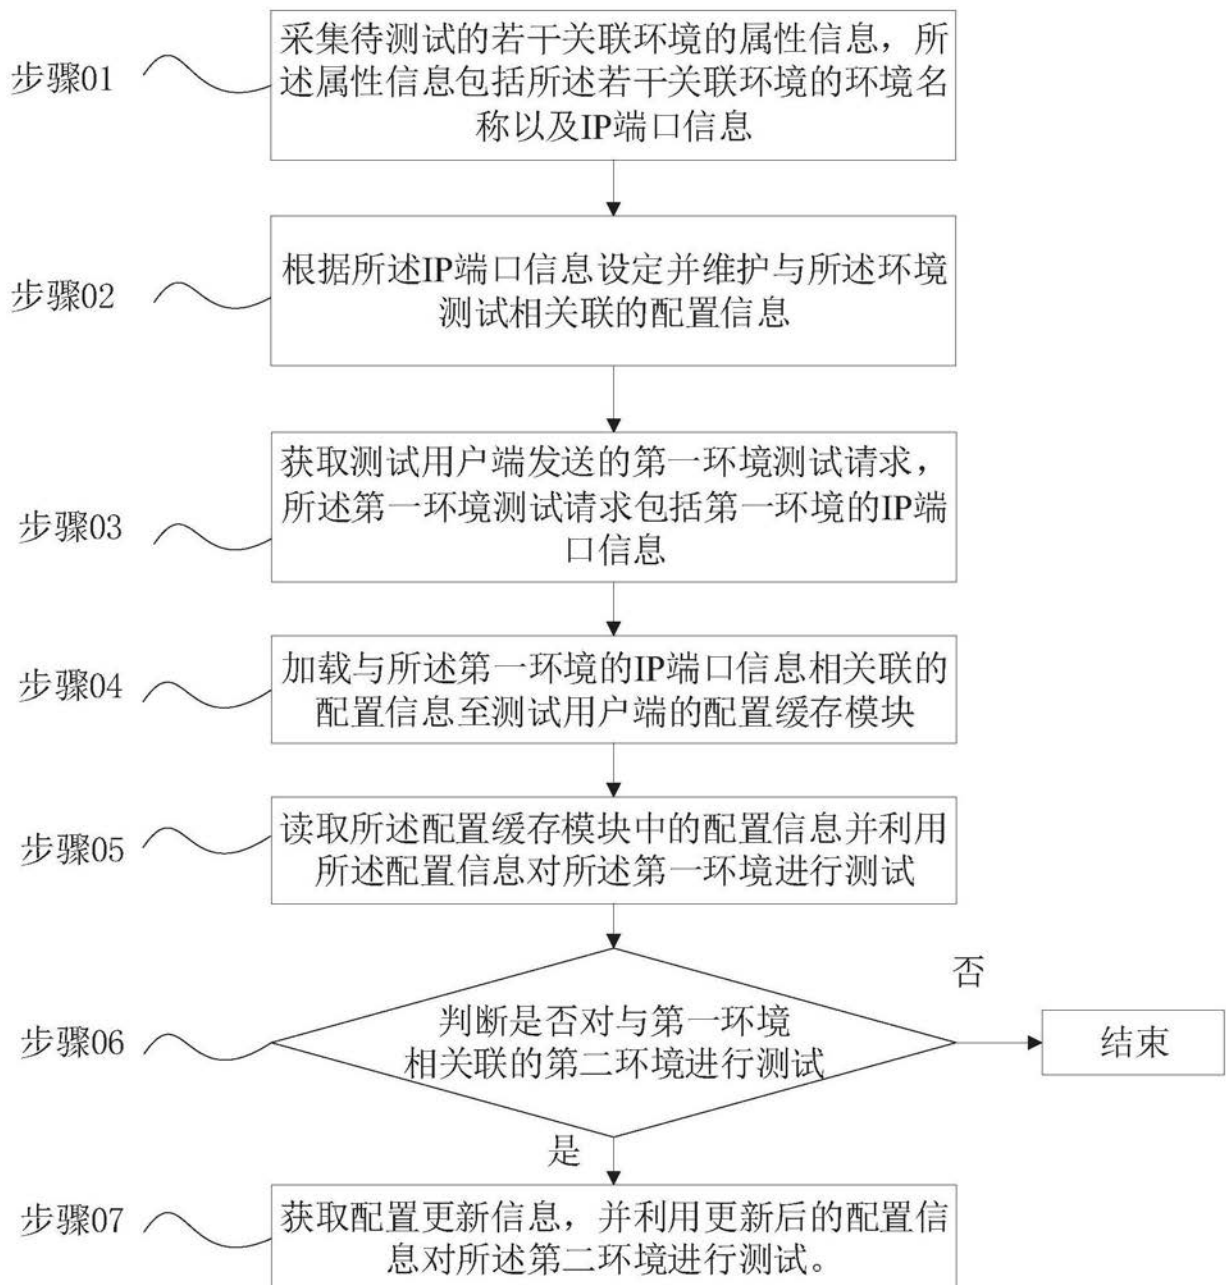 步骤01
采集待测试的若干关联环境的属性信息，所
述属性信息包括所述若干关联环境的环境名
称以及IP端口信息
步骤02
根据所述IP端口信息设定并维护与所述环境
测试相关联的配置信息
步骤03
获取测试用户端发送的第一环境测试请求，
所述第一环境测试请求包括第一环境的IP端
口信息
步骤04
加载与所述第一环境的IP端口信息相关联的
配置信息至测试用户端的配置缓存模块
步骤05
读取所述配置缓存模块中的配置信息并利用
所述配置信息对所述第一环境进行测试
步骤06
判断是否对与第一环境
相关联的第二环境进行测试
否
结束
是
步骤07
获取配置更新信息，并利用更新后的配置信
息对所述第二环境进行测试。